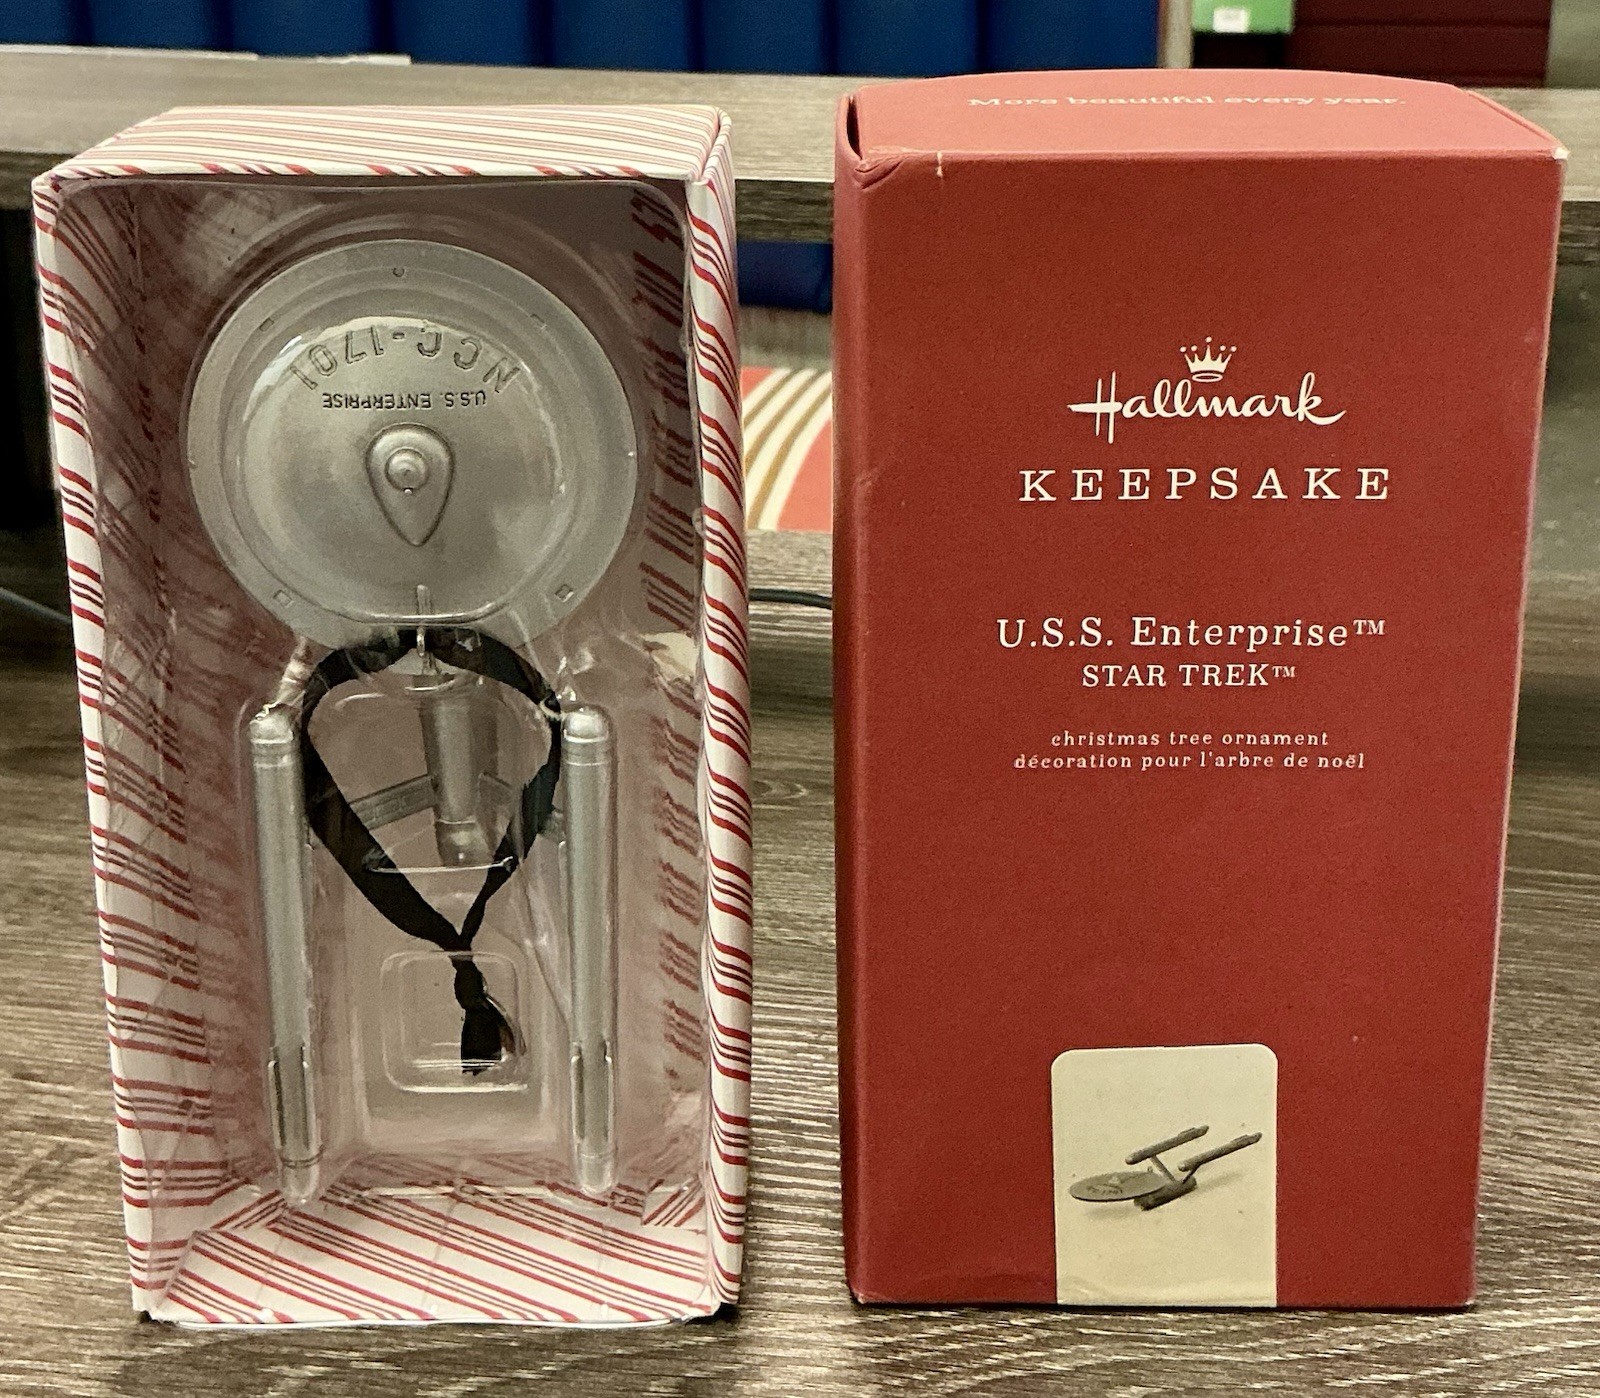 NCC-1701
U.S.S. ENTERPRISE
More beautiful every year.
Hallmark
KEEPSAKE
U.S.S. Enterprise™
STAR TREK™
christmas tree ornament
décoration pour l'arbre de noël